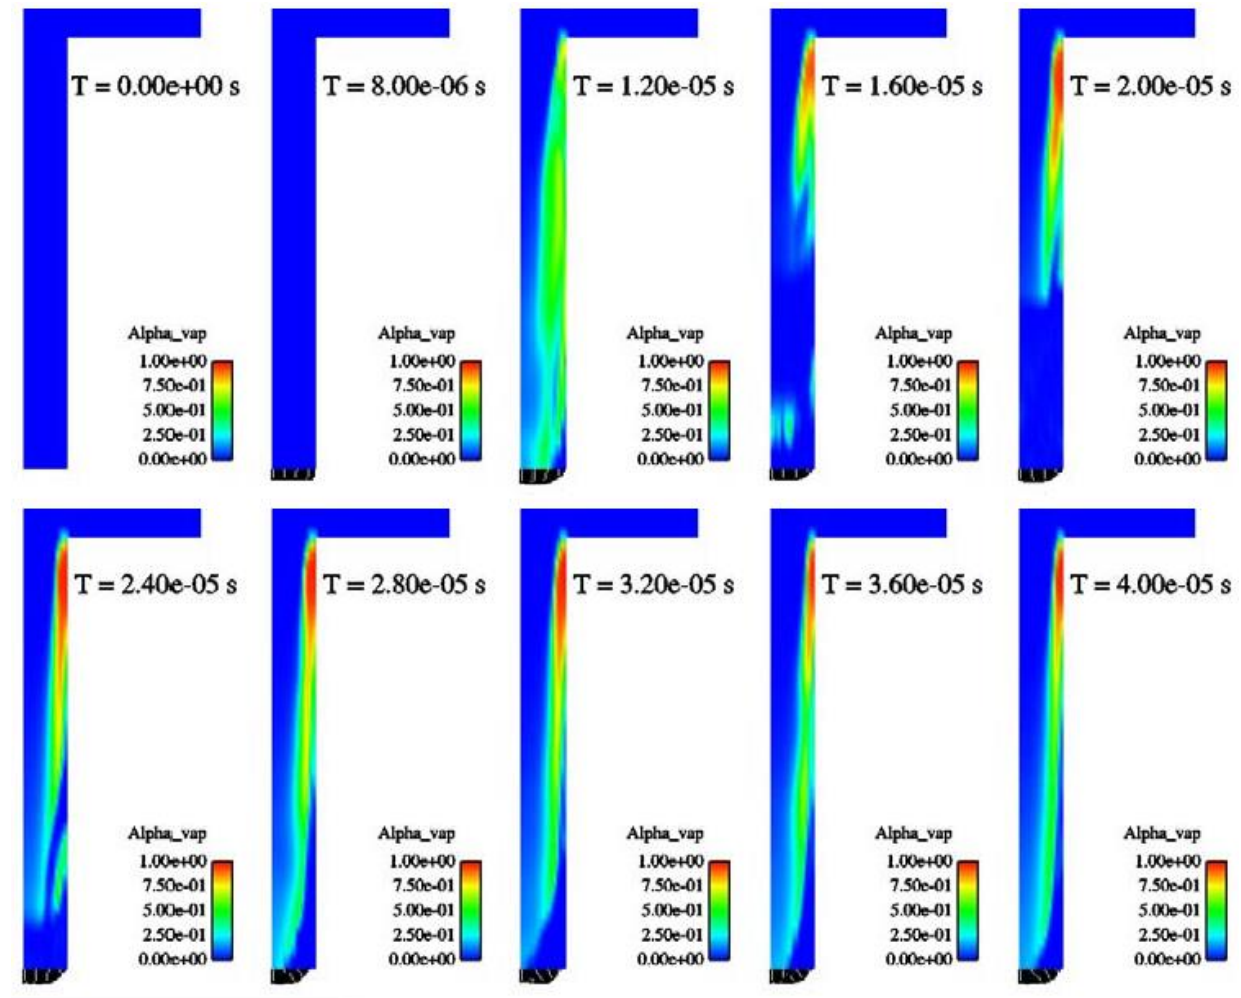 T = 0.00e+00 s
Alpha_vap
1.00e+00
7.50e-01
5.00e-01
2.50e-01
0.00e+00
T = 8.00e-06 s
Alpha_vap
1.00e+00
7.50e-01
5.00e-01
2.50e-01
0.00e+00
T = 1.20e-05 s
Alpha_vap
1.00e+00
7.50e-01
5.00e-01
2.50e-01
0.00e+00
T = 1.60e-05 s
Alpha_vap
1.00e+00
7.50e-01
5.00e-01
2.50e-01
0.00e+00
T = 2.00e-05 s
Alpha_vap
1.00e+00
7.50e-01
5.00e-01
2.50e-01
0.00e+00
T = 2.40e-05 s
Alpha_vap
1.00e+00
7.50e-01
5.00e-01
2.50e-01
0.00e+00
T = 2.80e-05 s
Alpha_vap
1.00e+00
7.50e-01
5.00e-01
2.50e-01
0.00e+00
T = 3.20e-05 s
Alpha_vap
1.00e+00
7.50e-01
5.00e-01
2.50e-01
0.00e+00
T = 3.60e-05 s
Alpha_vap
1.00e+00
7.50e-01
5.00e-01
2.50e-01
0.00e+00
T = 4.00e-05 s
Alpha_vap
1.00e+00
7.50e-01
5.00e-01
2.50e-01
0.00e+00